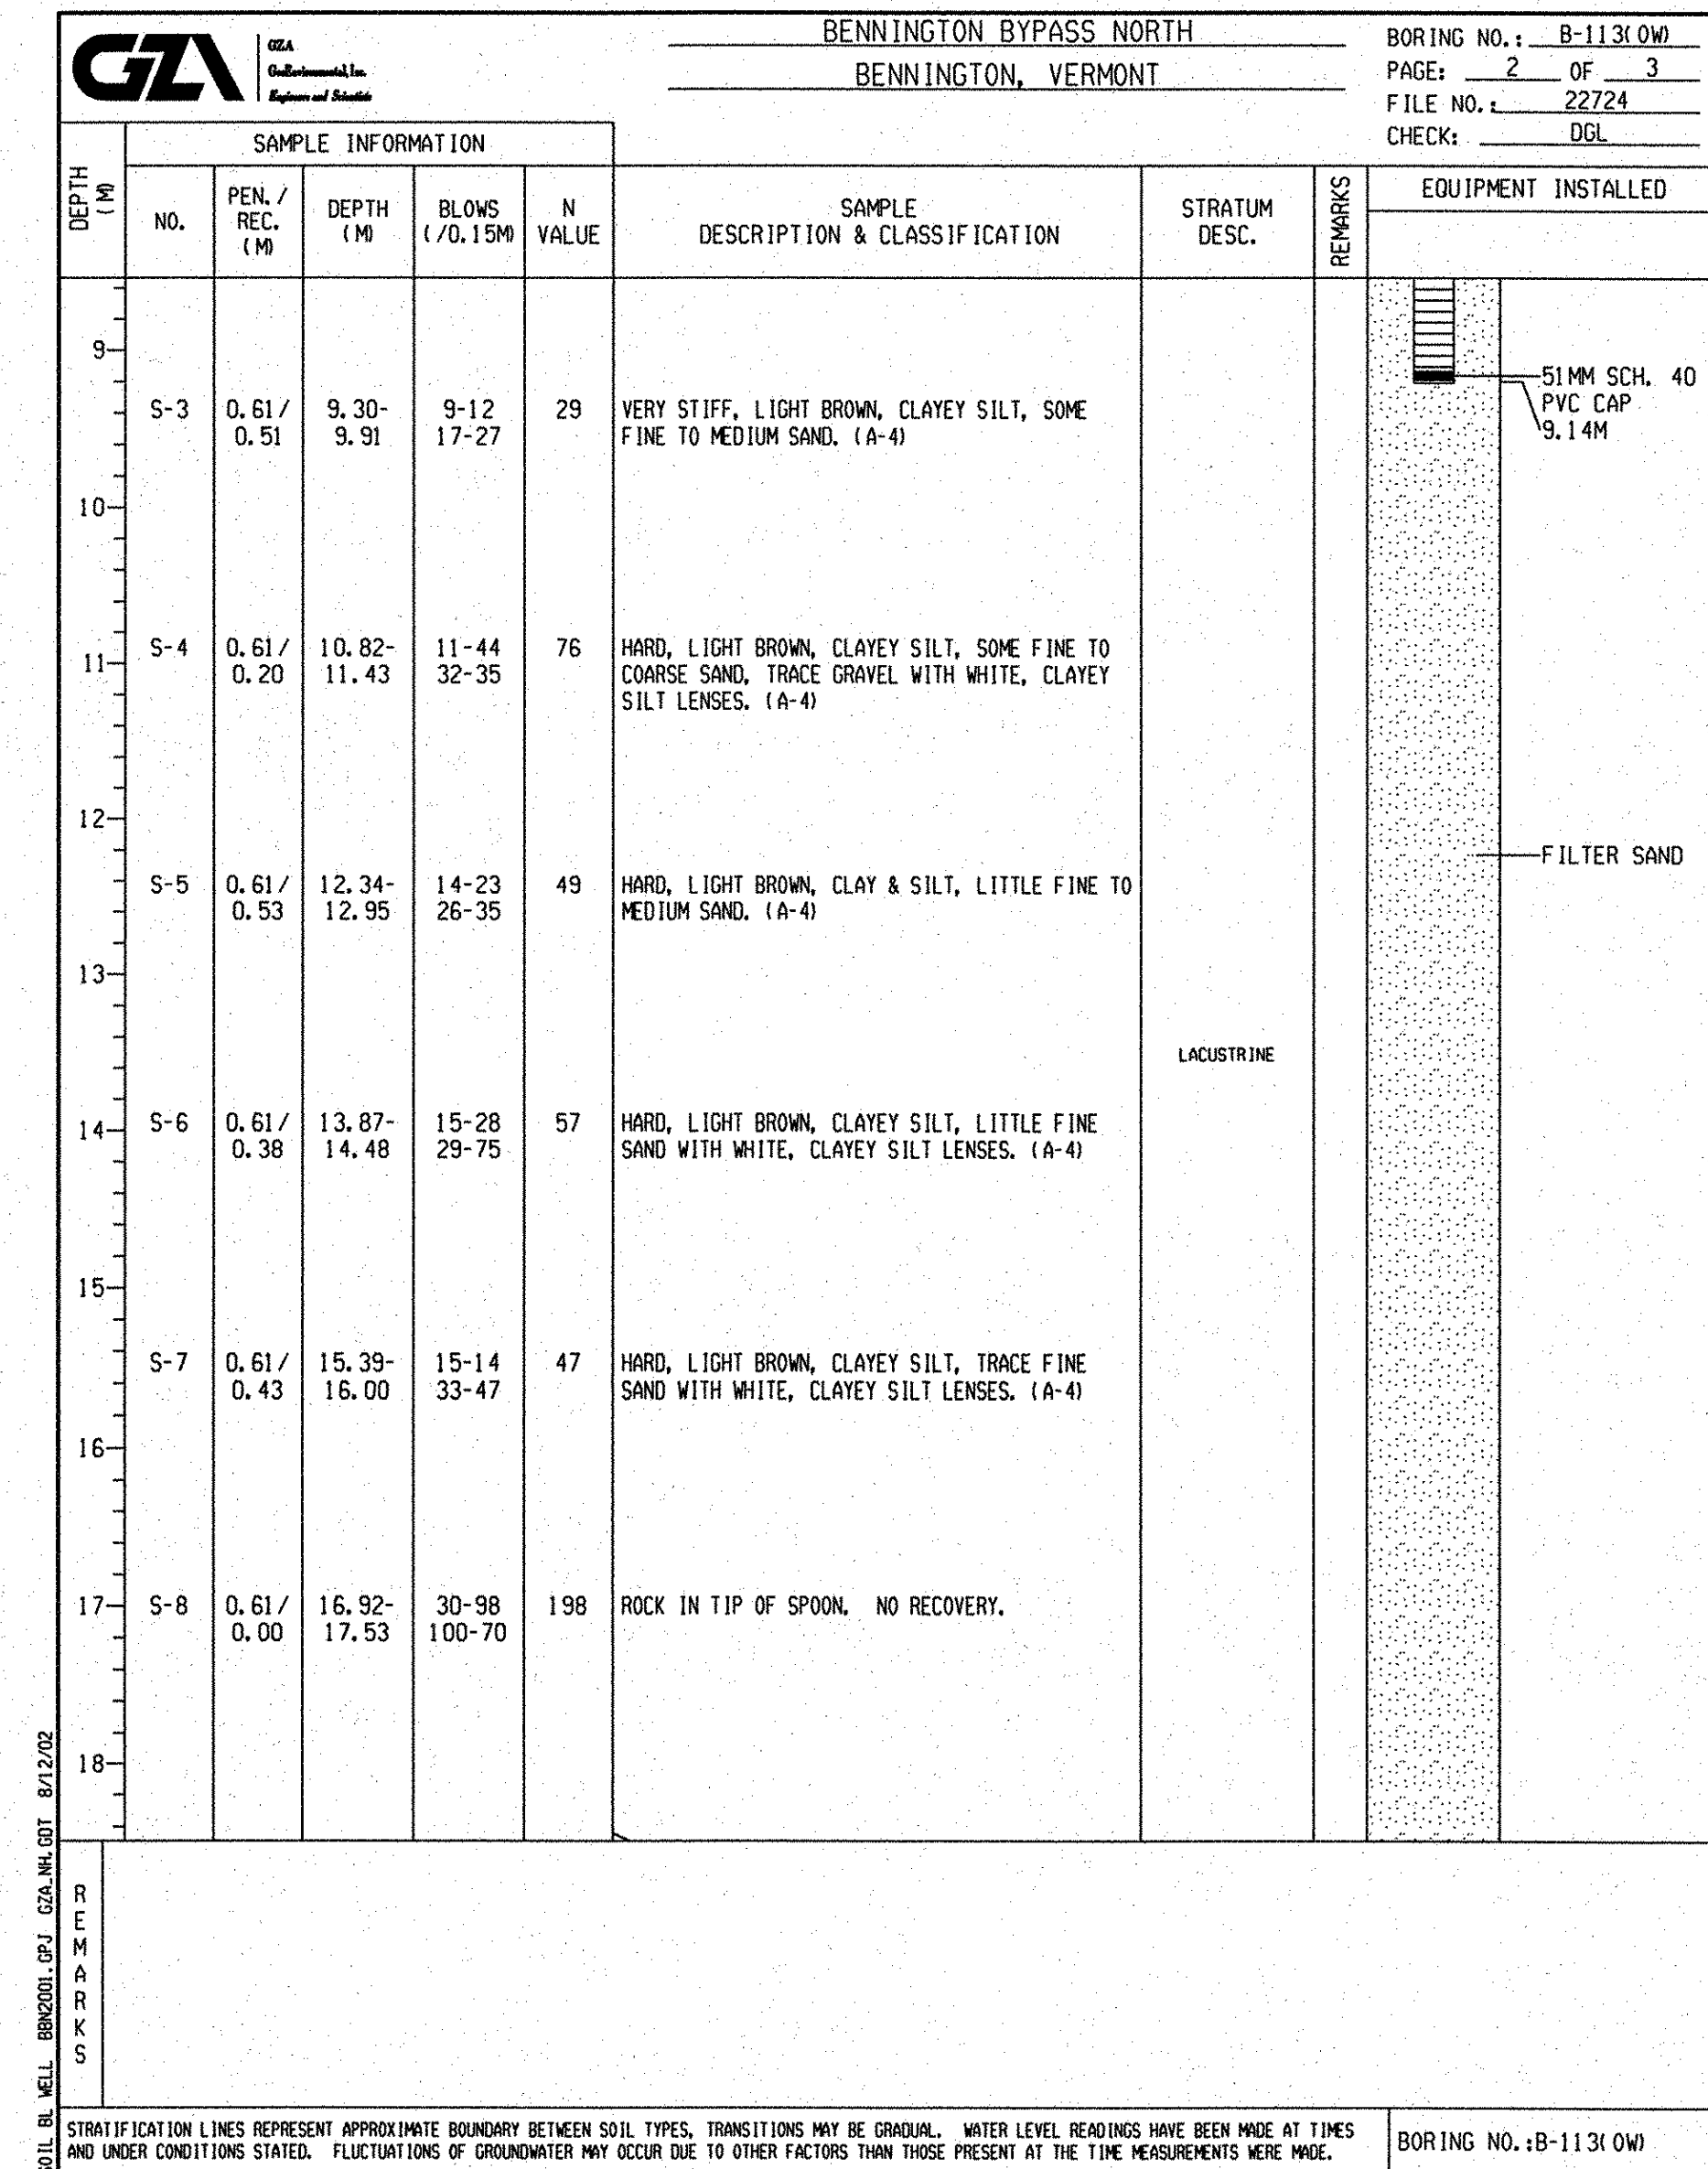 GZA
GZA
GeoEnvironmental, Inc.
Engineers and Scientists
BENNINGTON BYPASS NORTH
BENNINGTON, VERMONT
BORING NO.: B-113(OW)
PAGE: 2 OF 3
FILE NO.: 22724
CHECK: DGL
DEPTH (M)
SAMPLE INFORMATION
NO.
PEN./ REC. (M)
DEPTH (M)
BLOWS (/0.15M)
N VALUE
SAMPLE DESCRIPTION & CLASSIFICATION
STRATUM DESC.
REMARKS
EQUIPMENT INSTALLED
9
51MM SCH. 40
PVC CAP
9.14M
S-3 0.61/ 9.30- 9-12 29 VERY STIFF, LIGHT BROWN, CLAYEY SILT, SOME
0.51 9.91 17-27 FINE TO MEDIUM SAND. (A-4)
10
S-4 0.61/ 10.82- 11-44 76 HARD, LIGHT BROWN, CLAYEY SILT, SOME FINE TO
11 0.20 11.43 32-35 COARSE SAND, TRACE GRAVEL WITH WHITE, CLAYEY
SILT LENSES. (A-4)
12
FILTER SAND
S-5 0.61/ 12.34- 14-23 49 HARD, LIGHT BROWN, CLAY & SILT, LITTLE FINE TO
0.53 12.95 26-35 MEDIUM SAND. (A-4)
13
LACUSTRINE
14 S-6 0.61/ 13.87- 15-28 57 HARD, LIGHT BROWN, CLAYEY SILT, LITTLE FINE
0.38 14.48 29-75 SAND WITH WHITE, CLAYEY SILT LENSES. (A-4)
15
S-7 0.61/ 15.39- 15-14 47 HARD, LIGHT BROWN, CLAYEY SILT, TRACE FINE
0.43 16.00 33-47 SAND WITH WHITE, CLAYEY SILT LENSES. (A-4)
16
17 S-8 0.61/ 16.92- 30-98 198 ROCK IN TIP OF SPOON. NO RECOVERY.
0.00 17.53 100-70
18
REMARKS
SOIL BL WELL BBN2001.GPJ GZA_NH.GDT 8/12/02
STRATIFICATION LINES REPRESENT APPROXIMATE BOUNDARY BETWEEN SOIL TYPES, TRANSITIONS MAY BE GRADUAL. WATER LEVEL READINGS HAVE BEEN MADE AT TIMES
AND UNDER CONDITIONS STATED. FLUCTUATIONS OF GROUNDWATER MAY OCCUR DUE TO OTHER FACTORS THAN THOSE PRESENT AT THE TIME MEASUREMENTS WERE MADE.
BORING NO.:B-113(OW)